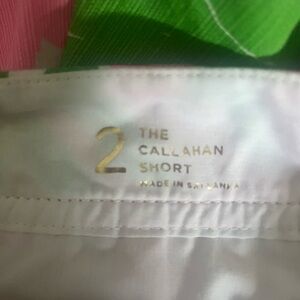 2
THE
CALLAHAN
SHORT
MADE IN SRI LANKA